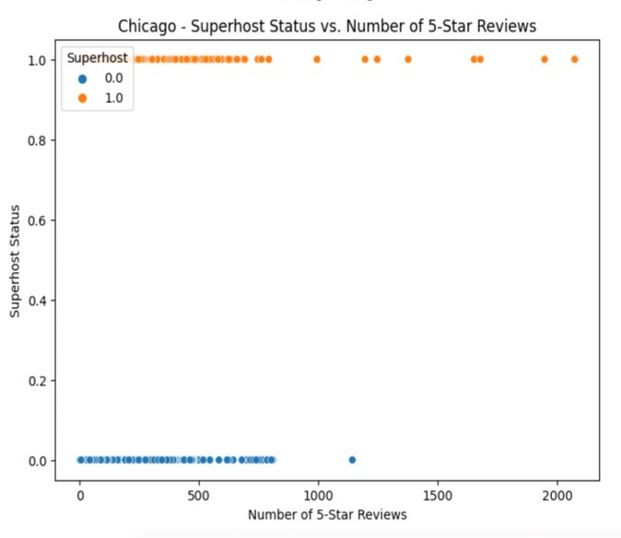 Chicago - Superhost Status vs. Number of 5-Star Reviews
Superhost
0.0
1.0
1.0
0.8
0.6
0.4
0.2
0.0
Superhost Status
0 500 1000 1500 2000
Number of 5-Star Reviews